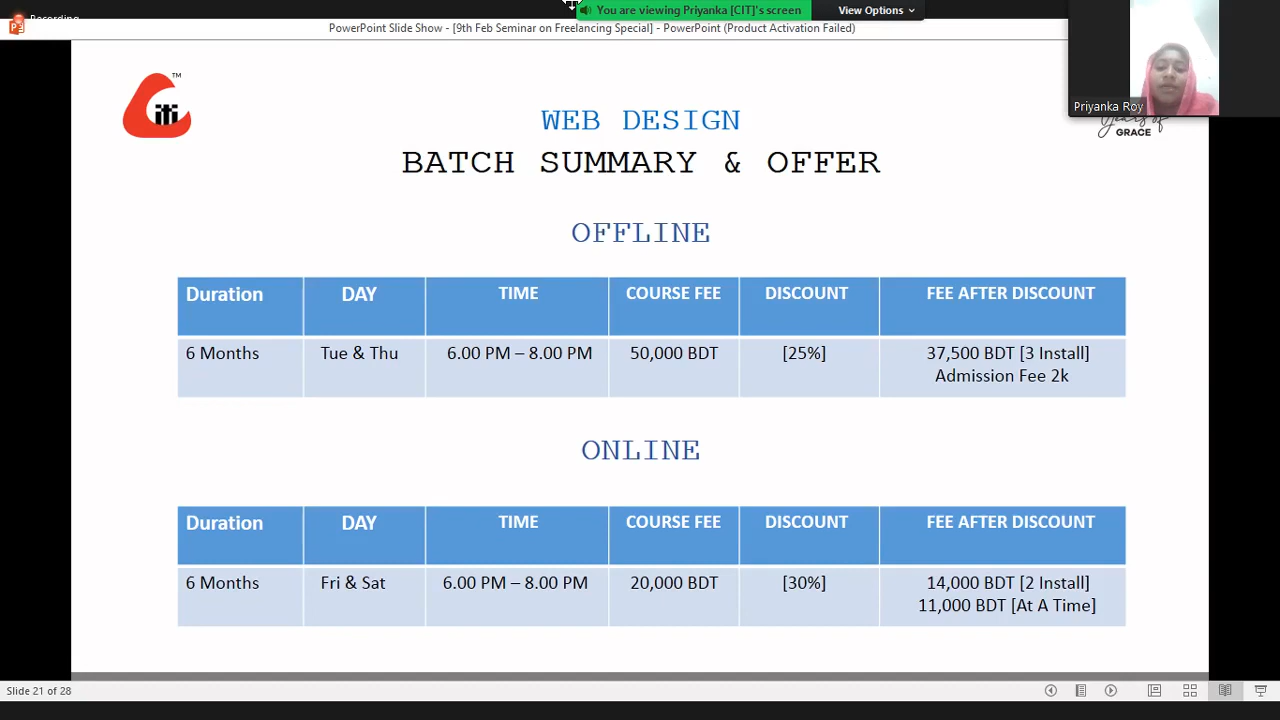 You are viewing Priyanka [CIT]'s screen
View Options
Recording
PowerPoint Slide Show - [9th Feb Seminar on Freelancing Special] - PowerPoint (Product Activation Failed)
Priyanka Roy
citi
TM
Years of
GRACE
WEB DESIGN
BATCH SUMMARY & OFFER
OFFLINE
Duration DAY TIME COURSE FEE DISCOUNT FEE AFTER DISCOUNT
6 Months Tue & Thu 6.00 PM – 8.00 PM 50,000 BDT [25%] 37,500 BDT [3 Install]
Admission Fee 2k
ONLINE
Duration DAY TIME COURSE FEE DISCOUNT FEE AFTER DISCOUNT
6 Months Fri & Sat 6.00 PM – 8.00 PM 20,000 BDT [30%] 14,000 BDT [2 Install]
11,000 BDT [At A Time]
Slide 21 of 28